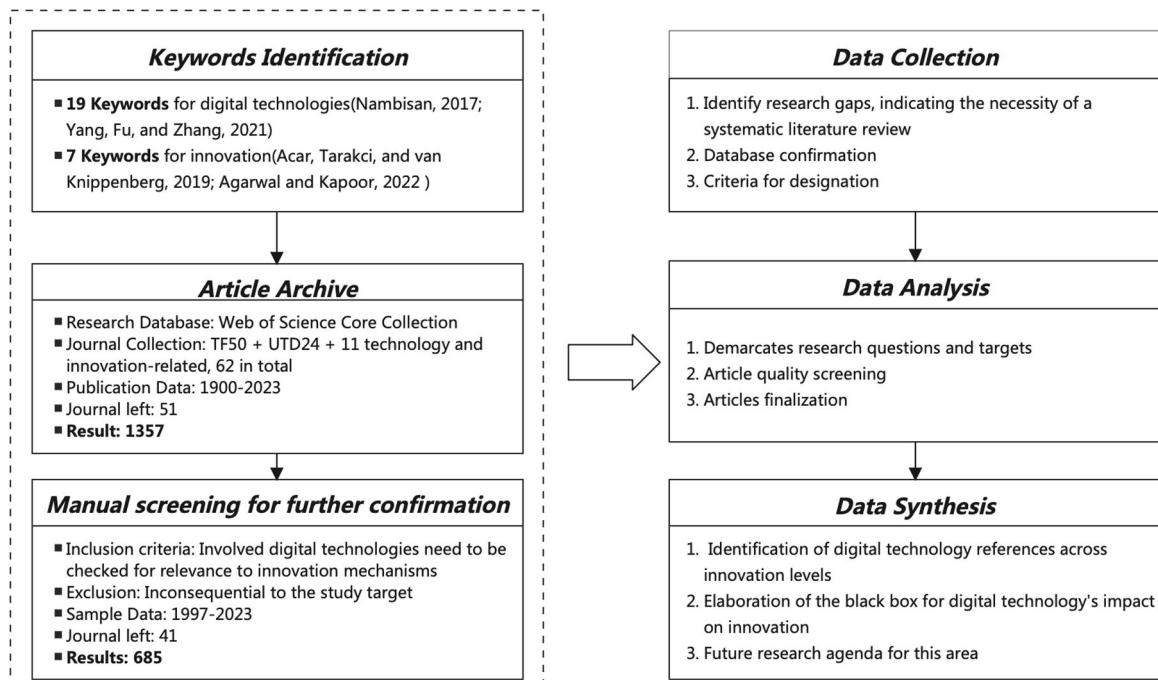 Keywords Identification
■ 19 Keywords for digital technologies(Nambisan, 2017;
Yang, Fu, and Zhang, 2021)
■ 7 Keywords for innovation(Acar, Tarakci, and van
Knippenberg, 2019; Agarwal and Kapoor, 2022 )
Article Archive
■ Research Database: Web of Science Core Collection
■ Journal Collection: TF50 + UTD24 + 11 technology and
innovation-related, 62 in total
■ Publication Data: 1900-2023
■ Journal left: 51
■ Result: 1357
Manual screening for further confirmation
■ Inclusion criteria: Involved digital technologies need to be
checked for relevance to innovation mechanisms
■ Exclusion: Inconsequential to the study target
■ Sample Data: 1997-2023
■ Journal left: 41
■ Results: 685
Data Collection
1. Identify research gaps, indicating the necessity of a
systematic literature review
2. Database confirmation
3. Criteria for designation
Data Analysis
1. Demarcates research questions and targets
2. Article quality screening
3. Articles finalization
Data Synthesis
1. Identification of digital technology references across
innovation levels
2. Elaboration of the black box for digital technology's impact
on innovation
3. Future research agenda for this area